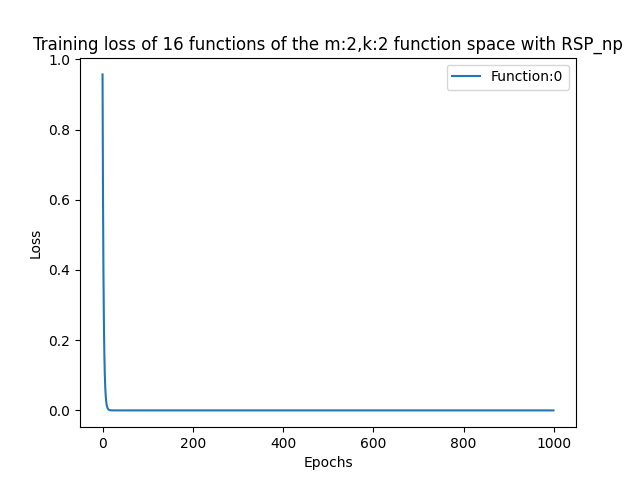 Training loss of 16 functions of the m:2,k:2 function space with RSP_np
Function:0
1.0
0.8
0.6
0.4
0.2
0.0
Loss
0 200 400 600 800 1000
Epochs